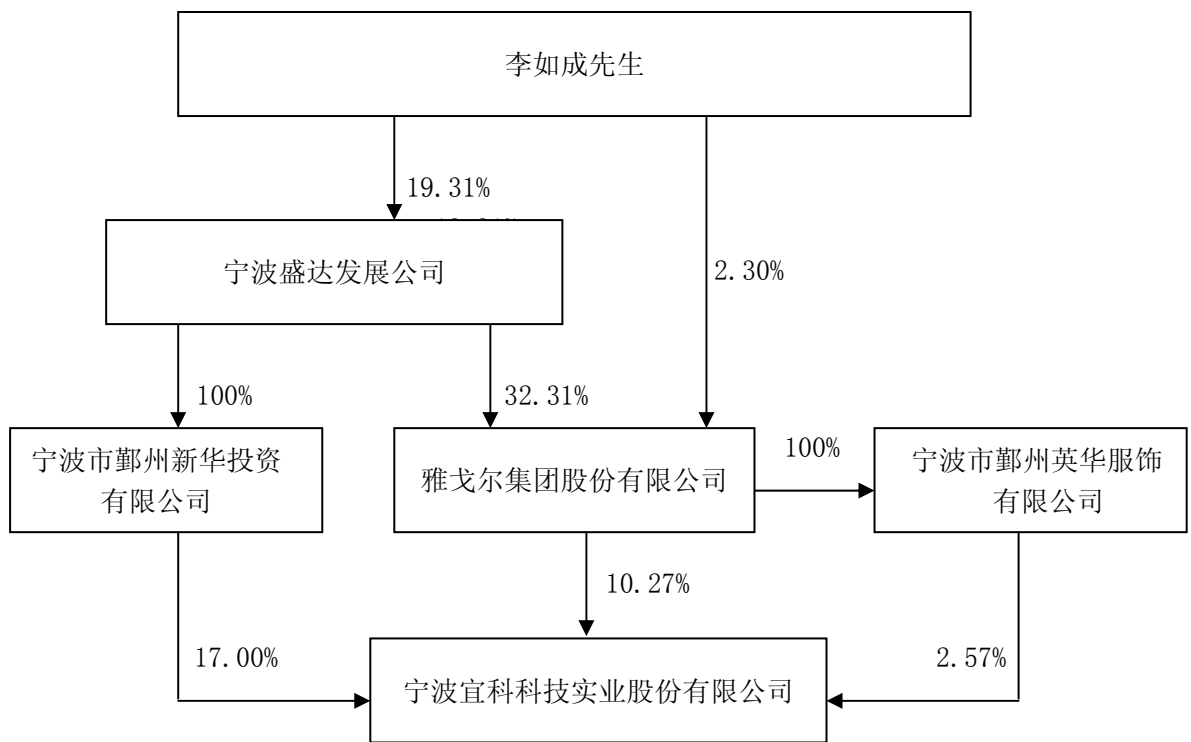 李如成先生
19.31%
宁波盛达发展公司
2.30%
100%
32.31%
宁波市鄞州新华投资
有限公司
雅戈尔集团股份有限公司
100%
宁波市鄞州英华服饰
有限公司
10.27%
17.00%
2.57%
宁波宜科科技实业股份有限公司